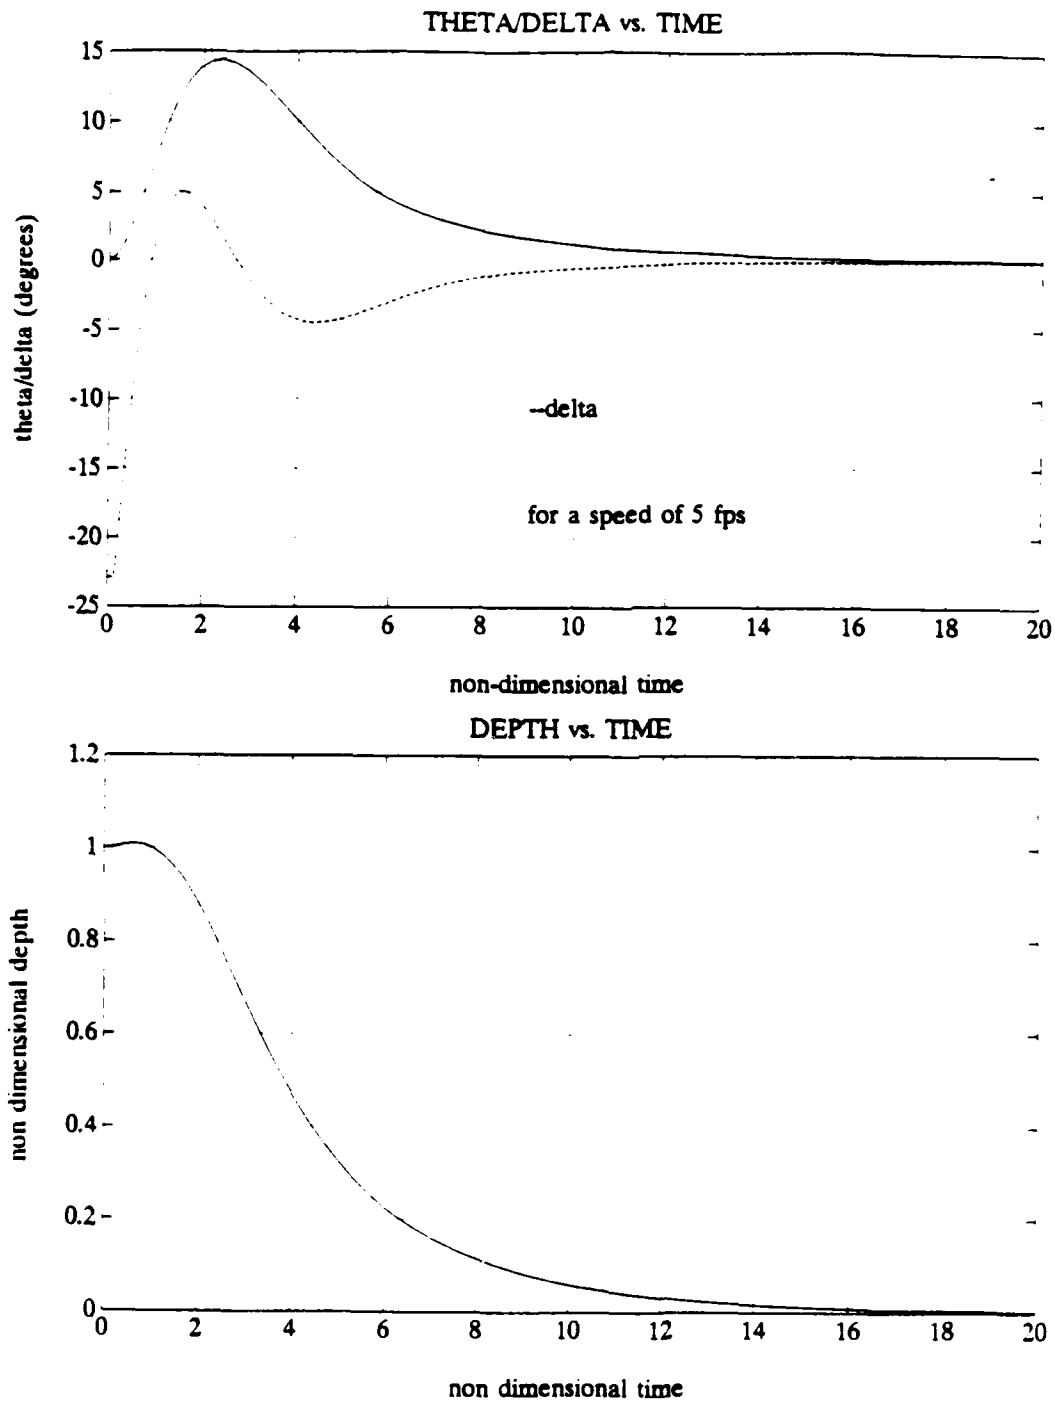 THETA/DELTA vs. TIME
15
10
5
0
-5
-10
-15
-20
-25
theta/delta (degrees)
--delta
for a speed of 5 fps
0 2 4 6 8 10 12 14 16 18 20
non-dimensional time
DEPTH vs. TIME
1.2
1
0.8
0.6
0.4
0.2
0
non dimensional depth
0 2 4 6 8 10 12 14 16 18 20
non dimensional time